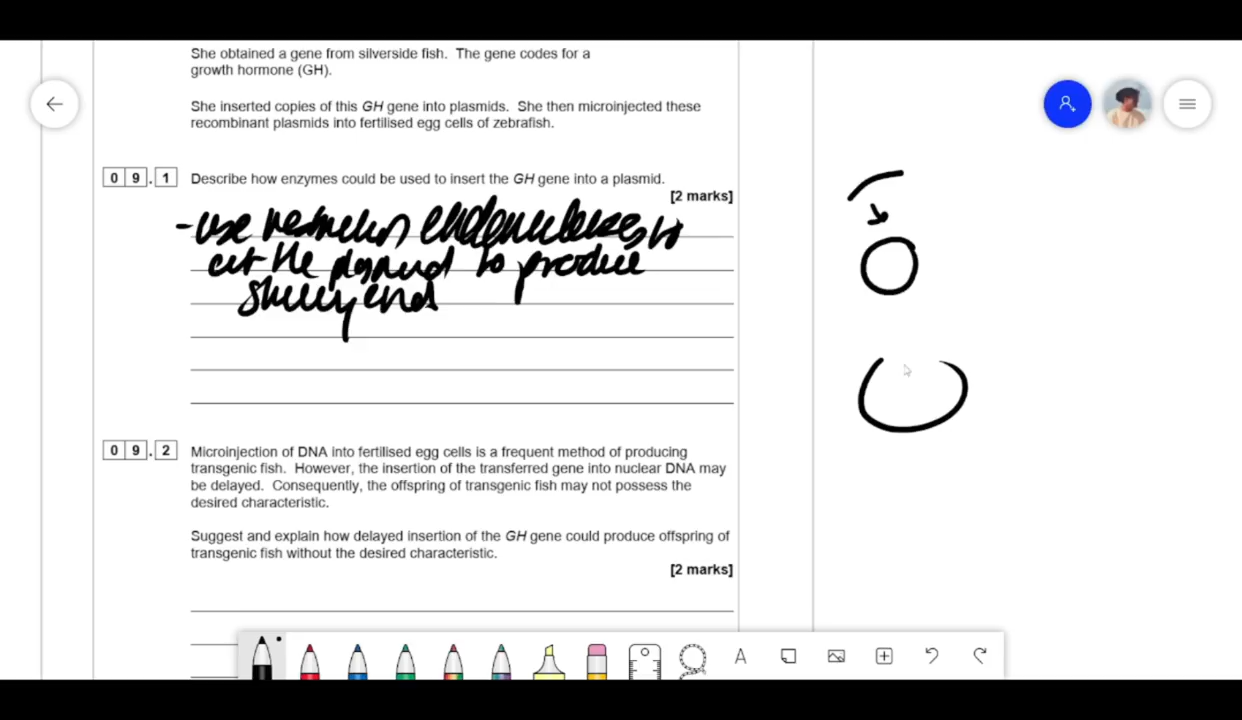 She obtained a gene from silverside fish. The gene codes for a
growth hormone (GH).
She inserted copies of this GH gene into plasmids. She then microinjected these
recombinant plasmids into fertilised egg cells of zebrafish.
0 9 . 1 Describe how enzymes could be used to insert the GH gene into a plasmid.
[2 marks]
- use restriction endonucleases to
cut the plasmid to produce
sticky end
0 9 . 2 Microinjection of DNA into fertilised egg cells is a frequent method of producing
transgenic fish. However, the insertion of the transferred gene into nuclear DNA may
be delayed. Consequently, the offspring of transgenic fish may not possess the
desired characteristic.
Suggest and explain how delayed insertion of the GH gene could produce offspring of
transgenic fish without the desired characteristic.
[2 marks]
A